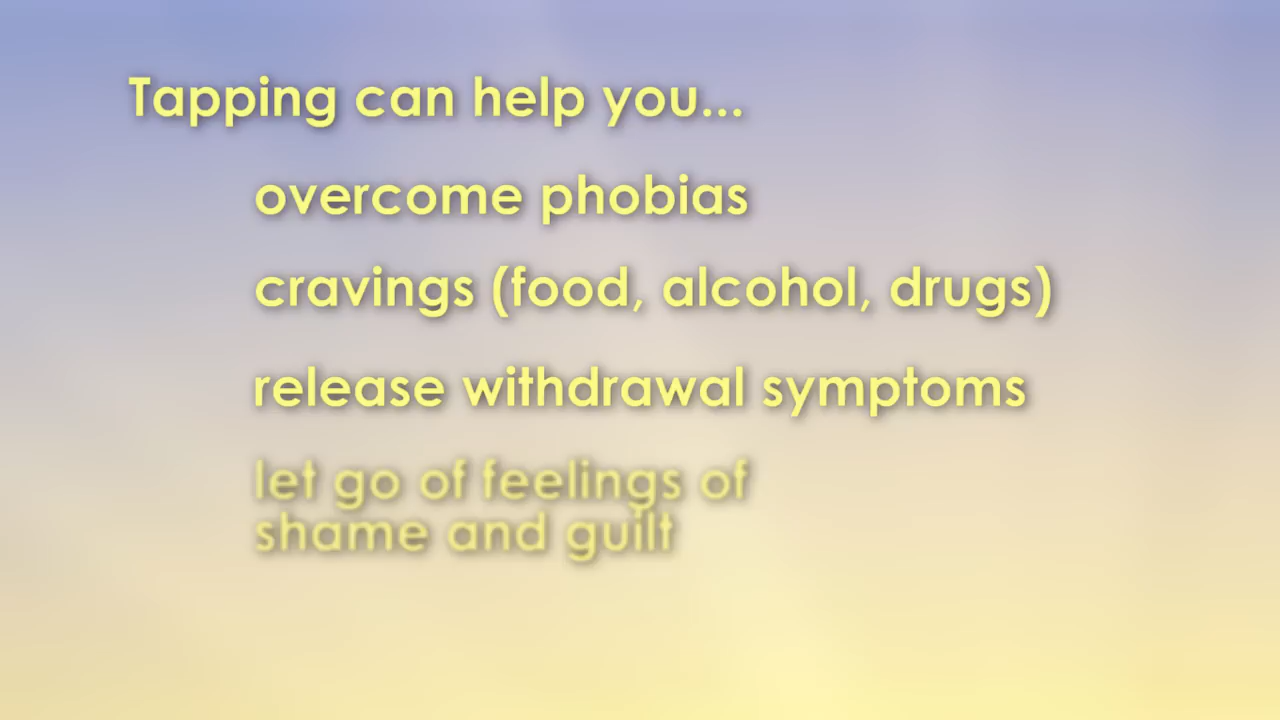 Tapping can help you...
overcome phobias
cravings (food, alcohol, drugs)
release withdrawal symptoms
let go of feelings of
shame and guilt